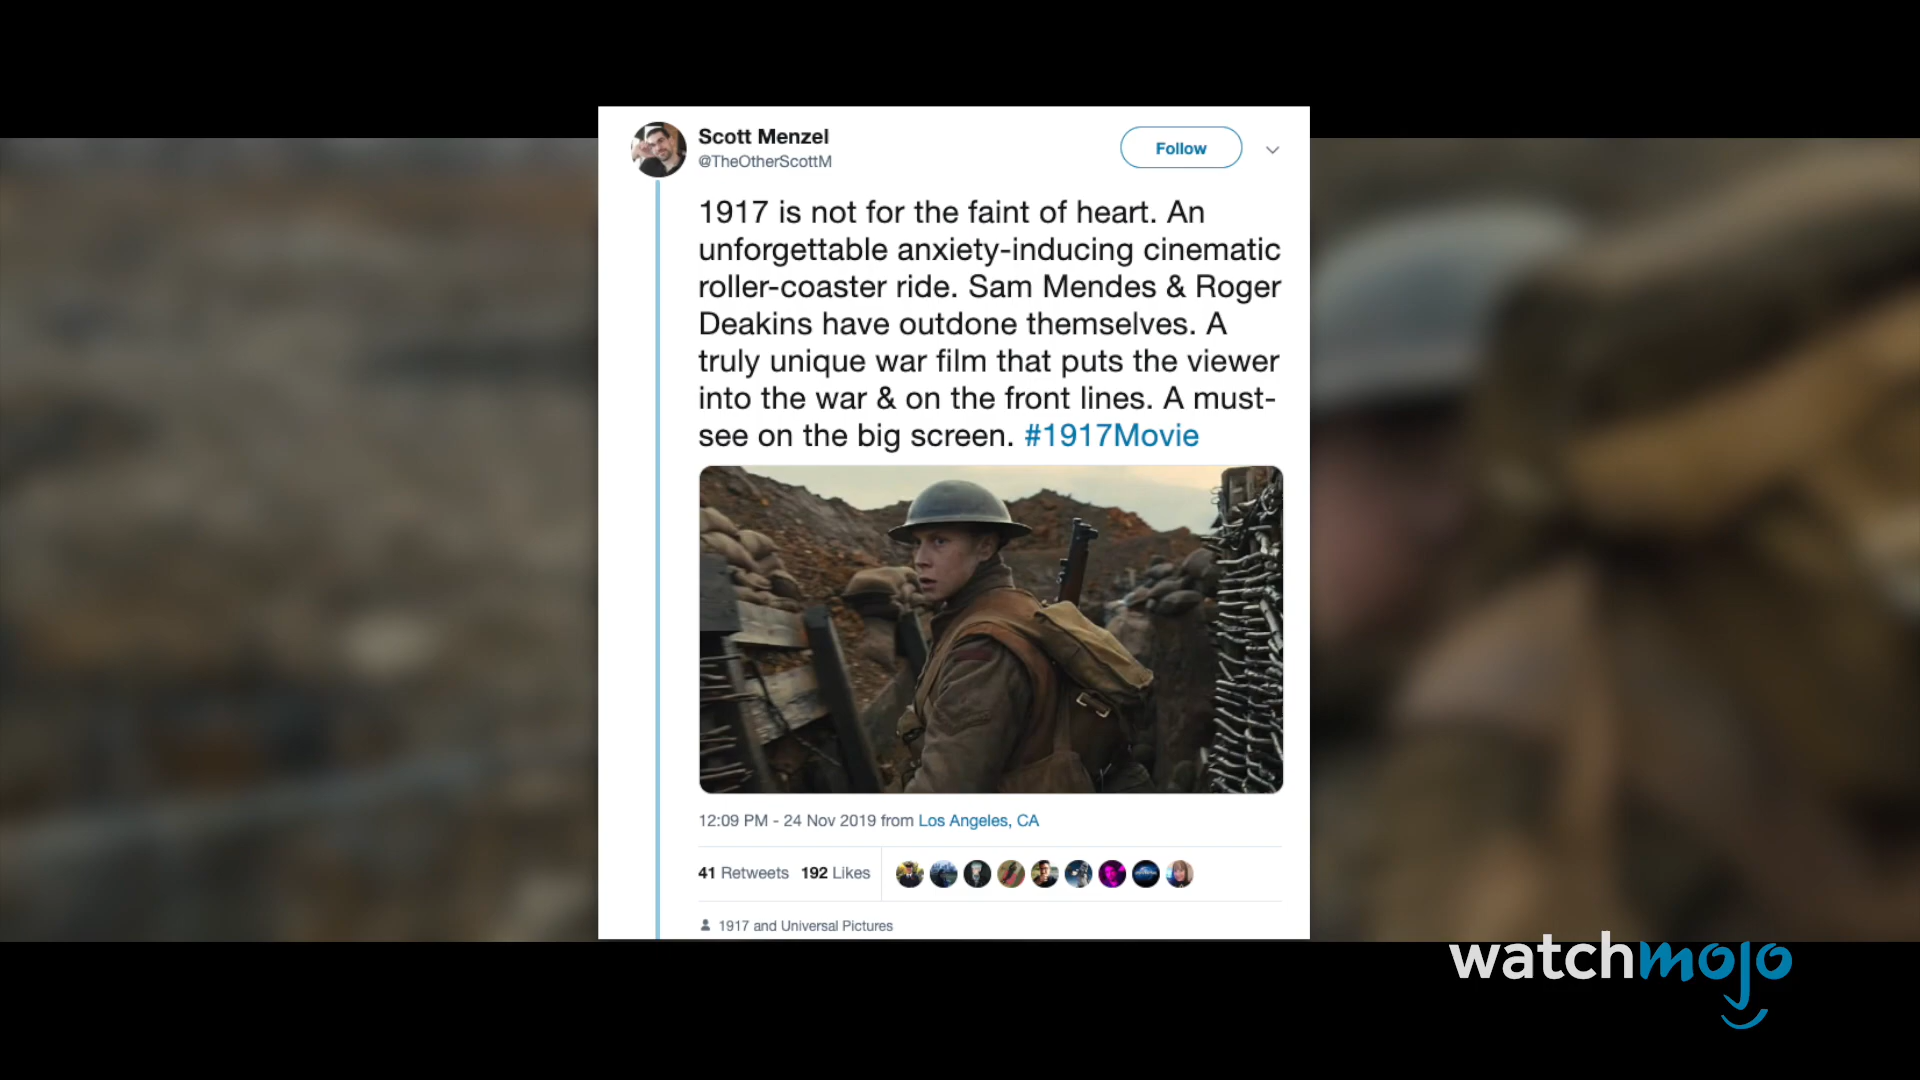 Scott Menzel
@TheOtherScottM
Follow
1917 is not for the faint of heart. An
unforgettable anxiety-inducing cinematic
roller-coaster ride. Sam Mendes & Roger
Deakins have outdone themselves. A
truly unique war film that puts the viewer
into the war & on the front lines. A must-
see on the big screen. #1917Movie
12:09 PM - 24 Nov 2019 from Los Angeles, CA
41 Retweets 192 Likes
1917 and Universal Pictures
watchmojo